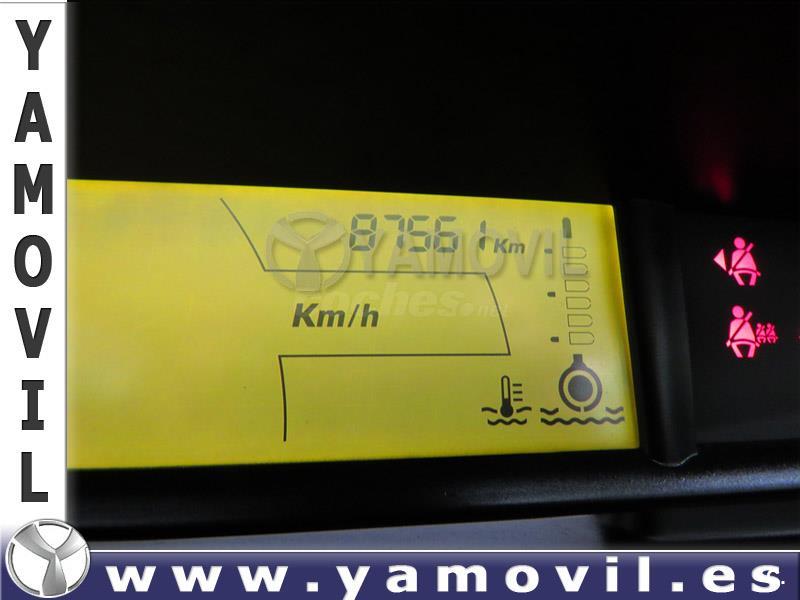 YAMOVIL
87561 Km
YAMOVIL
coches.net
Km/h
www.yamovil.es